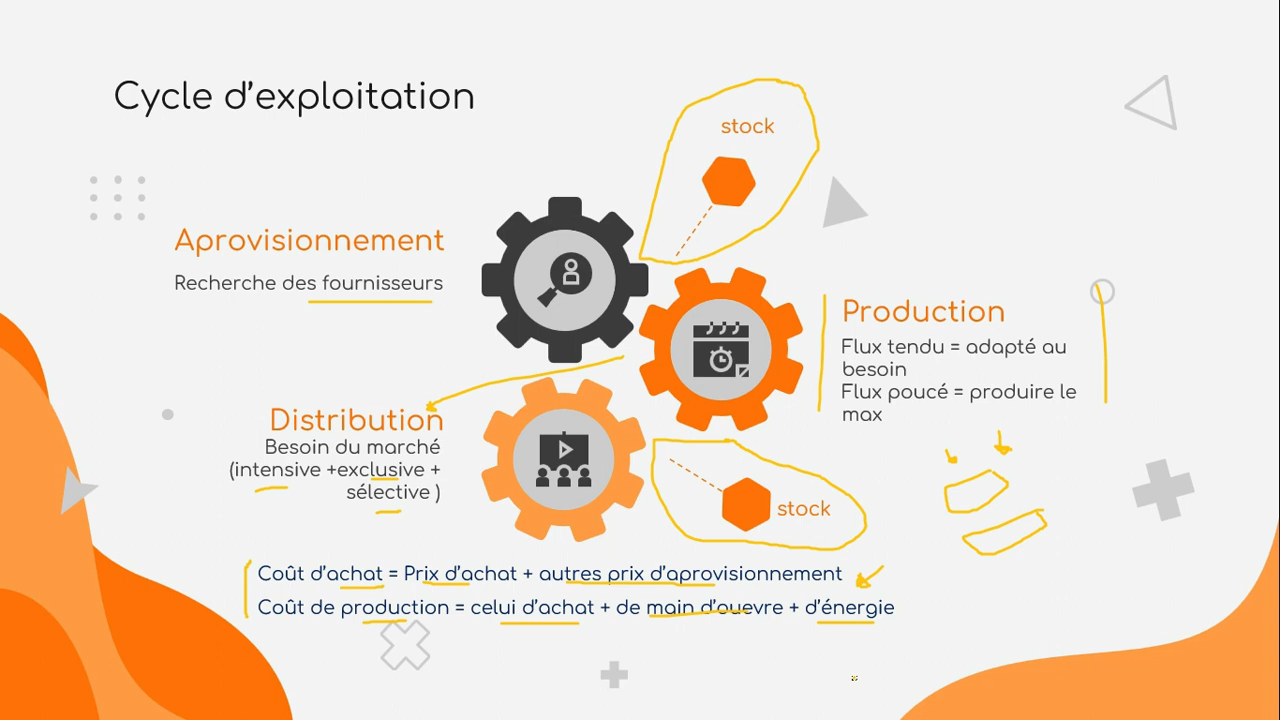 Cycle d'exploitation
stock
Aprovisionnement
Recherche des fournisseurs
Production
Flux tendu = adapté au
besoin
Flux poucé = produire le
max
Distribution
Besoin du marché
(intensive +exclusive +
sélective )
stock
Coût d'achat = Prix d'achat + autres prix d'aprovisionnement
Coût de production = celui d'achat + de main d'ouevre + d'énergie